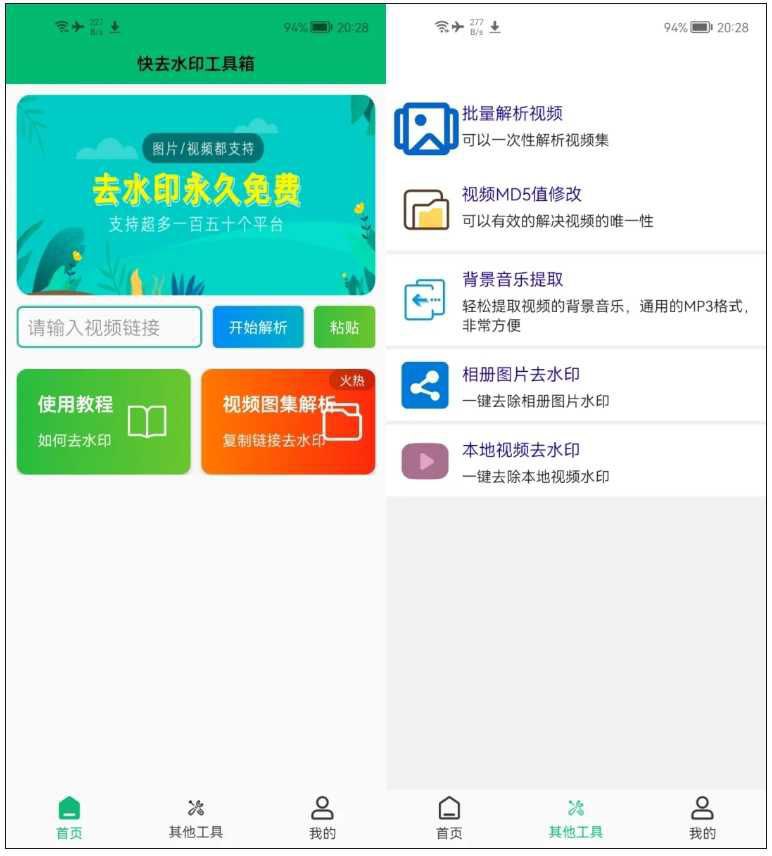 277
B/s
94%
20:28
快去水印工具箱
图片/视频都支持
去水印永久免费
支持超多一百五十个平台
请输入视频链接
开始解析
粘贴
使用教程
如何去水印
火热
视频图集解析
复制链接去水印
首页
其他工具
我的
277
B/s
94%
20:28
批量解析视频
可以一次性解析视频集
视频MD5值修改
可以有效的解决视频的唯一性
背景音乐提取
轻松提取视频的背景音乐，通用的MP3格式，
非常方便
相册图片去水印
一键去除相册图片水印
本地视频去水印
一键去除本地视频水印
首页
其他工具
我的